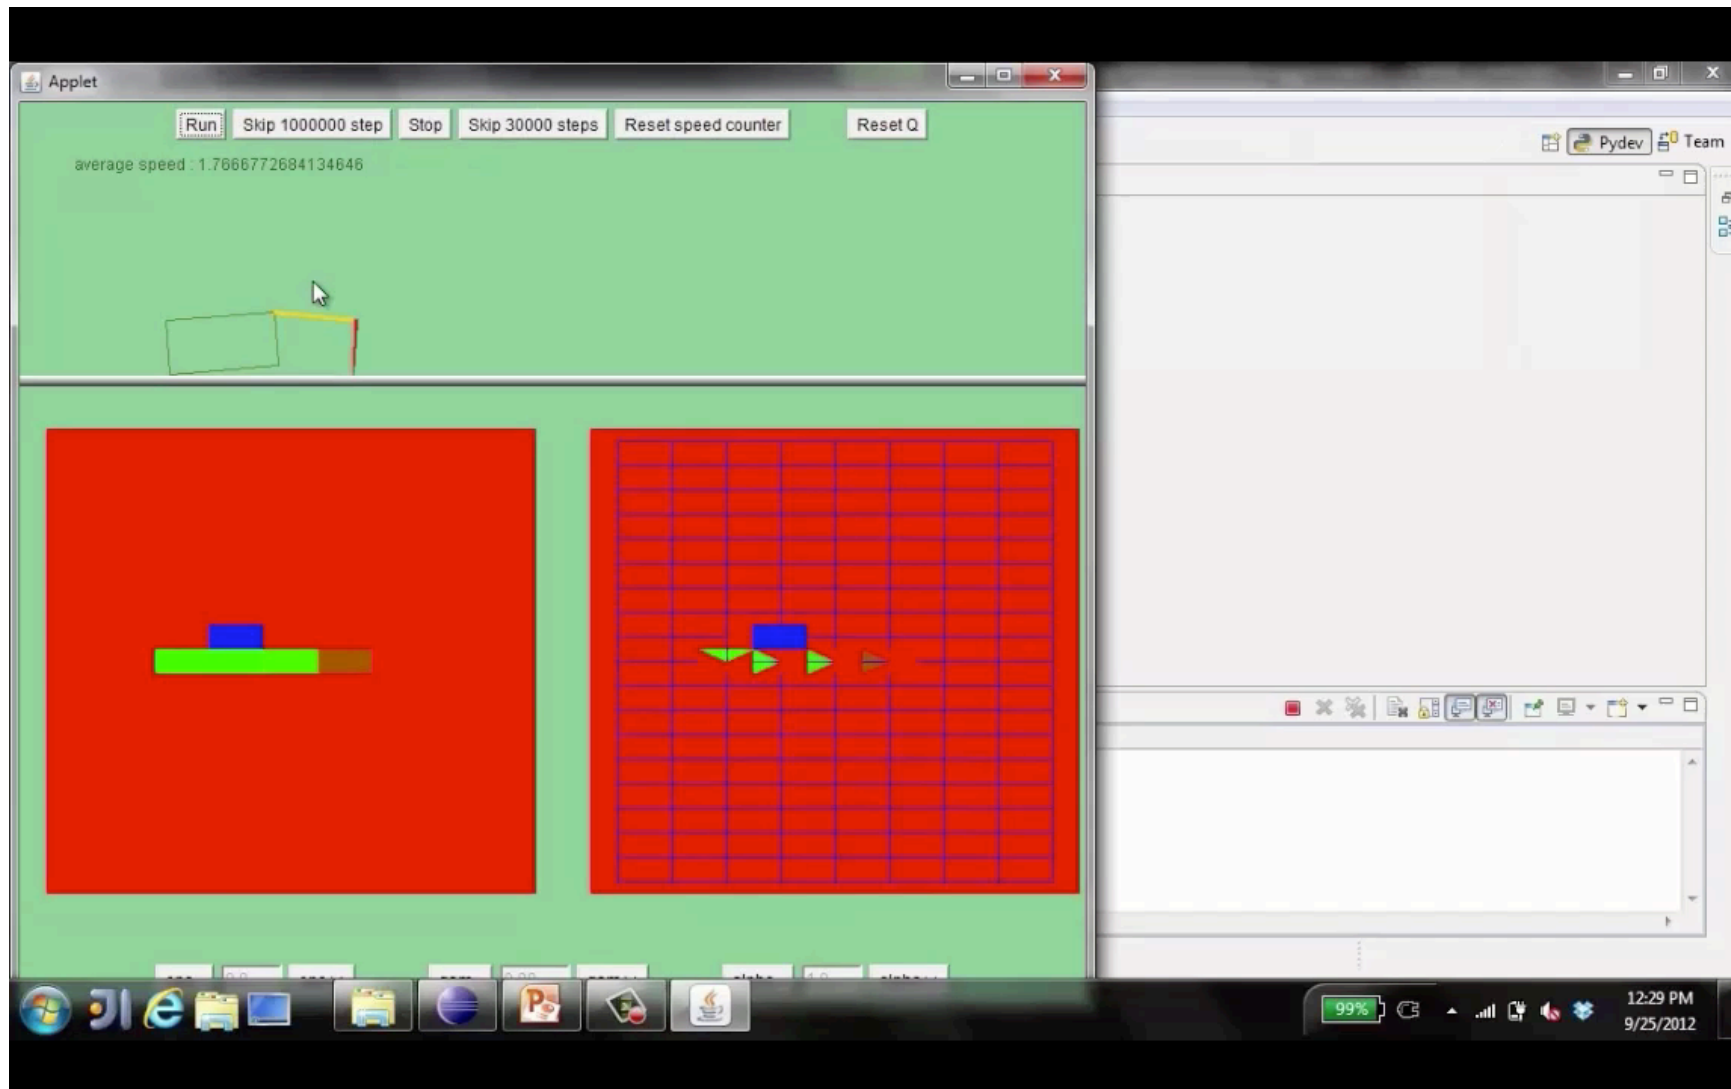 Applet
Run Skip 1000000 step Stop Skip 30000 steps Reset speed counter Reset Q
average speed : 1.7666772684134646
Pydev Team
99%
12:29 PM
9/25/2012